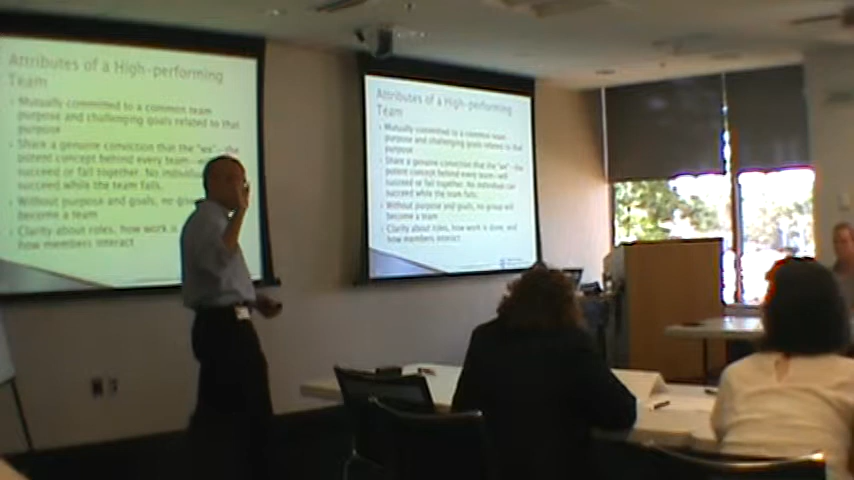 Attributes of a High-performing
Team
Mutually committed to a common team
purpose and challenging goals related to that
purpose
Share a genuine conviction that the "we"—the
potent concept behind every team
succeed or fall together. No individual
succeed while the team fails.
Without purpose and goals, no
become a team
Clarity about roles, how work is
how members interact
Attributes of a High-performing
Team
Mutually committed to a common team
purpose and challenging goals related to that
purpose
Share a genuine conviction that the "we"—the
potent concept behind every team—will
succeed or fall together. No individual can
succeed while the team fails.
Without purpose and goals, no group will
become a team
Clarity about roles, how work is done, and
how members interact